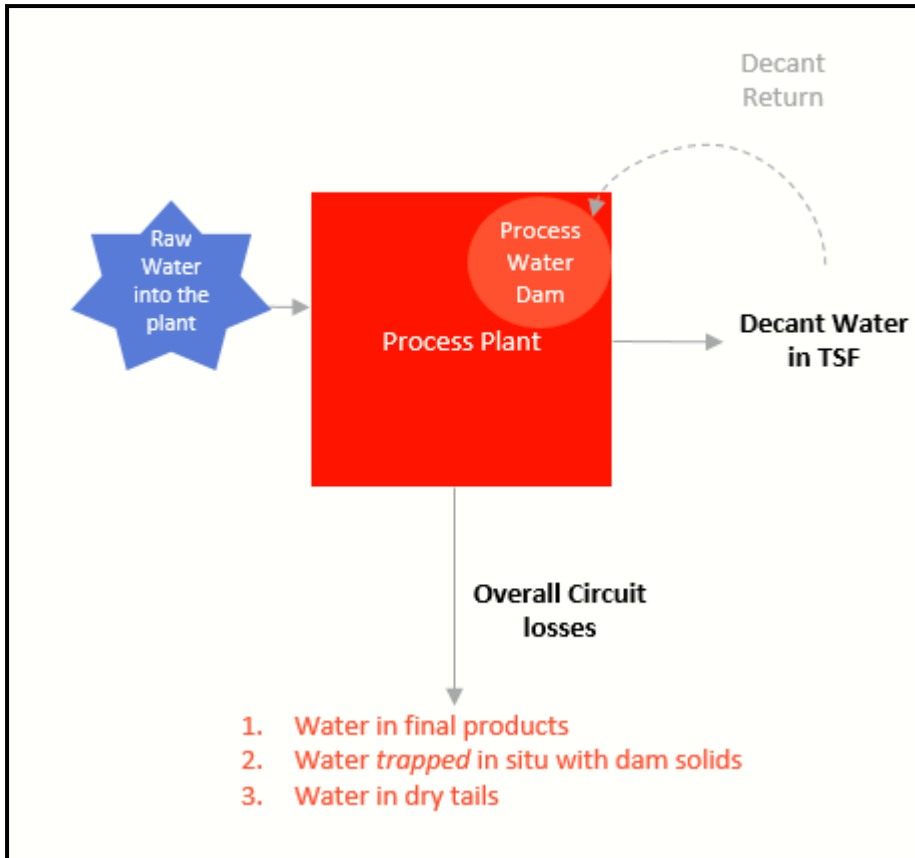 Decant
Return
Raw
Water
into the
plant
Process
Water
Dam
Process Plant
Decant Water
in TSF
Overall Circuit
losses
1. Water in final products
2. Water trapped in situ with dam solids
3. Water in dry tails